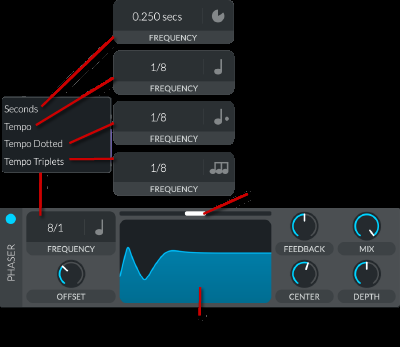 0.250 secs
FREQUENCY
1/8
FREQUENCY
Seconds
Tempo
Tempo Dotted
Tempo Triplets
1/8
FREQUENCY
1/8
FREQUENCY
PHASER
8/1
FREQUENCY
OFFSET
FEEDBACK
MIX
CENTER
DEPTH